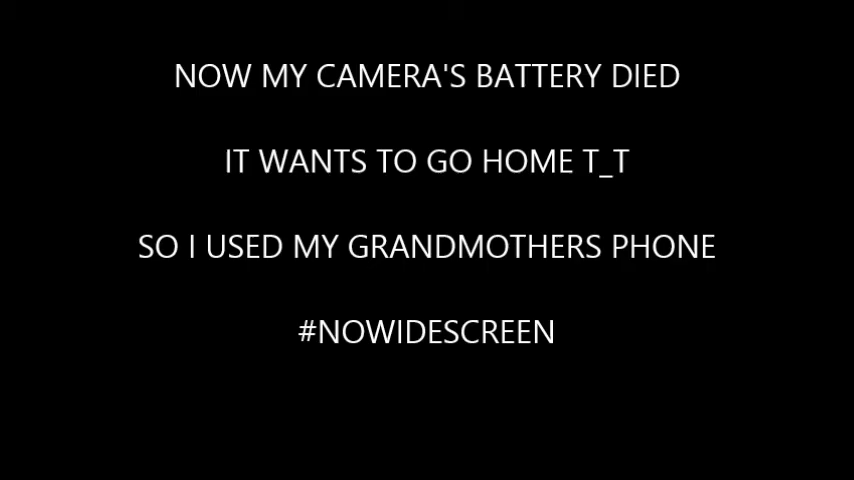 NOW MY CAMERA'S BATTERY DIED
IT WANTS TO GO HOME T_T
SO I USED MY GRANDMOTHERS PHONE
#NOWIDESCREEN